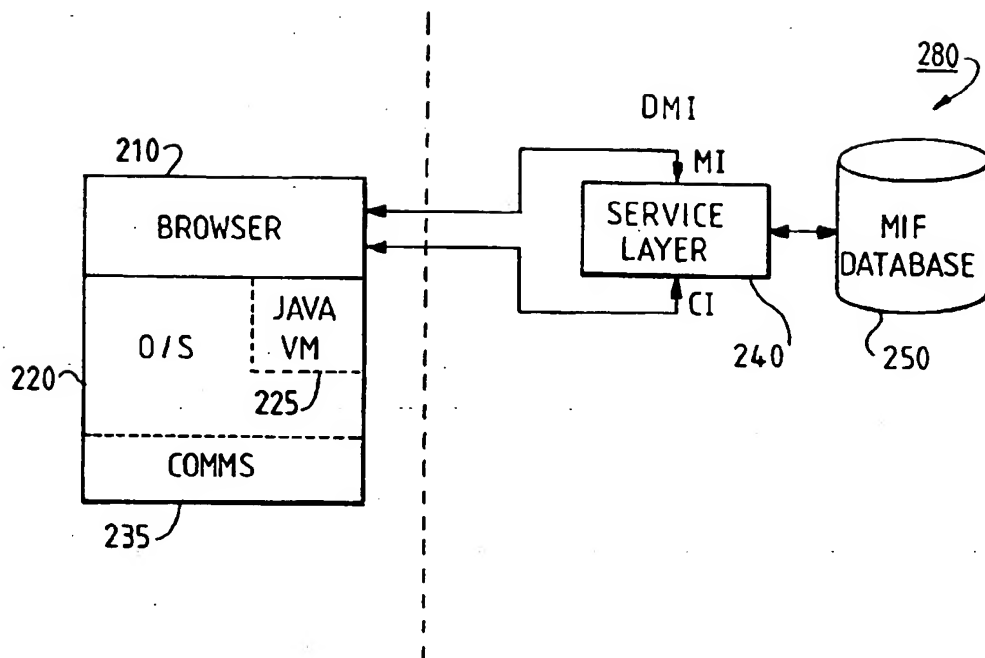 280
DMI
210
MI
BROWSER
SERVICE
LAYER
MIF
DATABASE
JAVA
VM
O/S
CI
240
250
220
225
COMMS
235